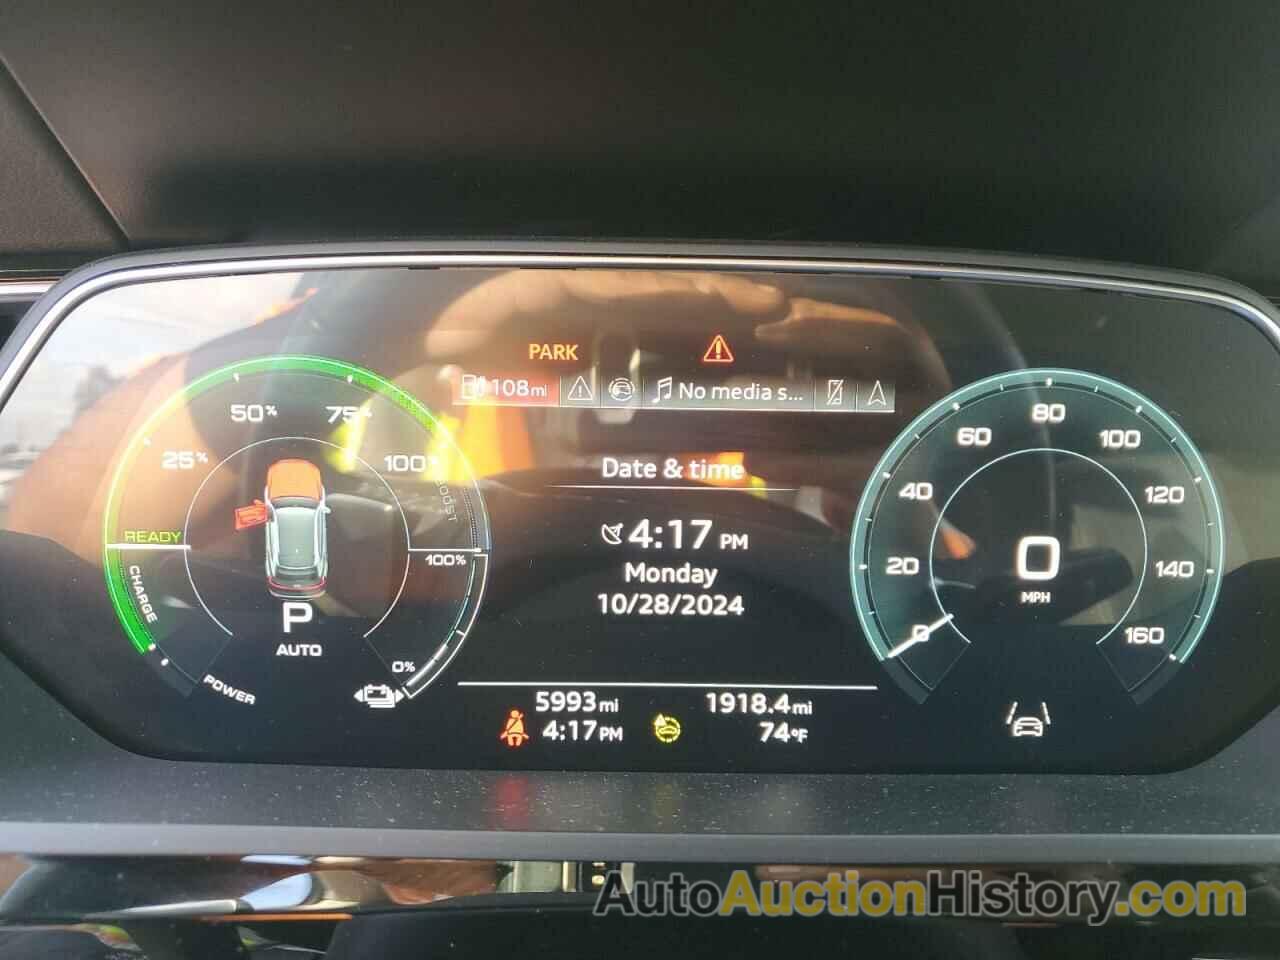 PARK
108mi No media s...
50% 75%
25% 100%
BOOST
READY
CHARGE
100%
P
AUTO
0%
POWER
Date & time
4:17 PM
Monday
10/28/2024
5993mi 1918.4mi
4:17PM 74°F
80
60 100
40 120
20 140
0 160
0
MPH
AutoAuctionHistory.com